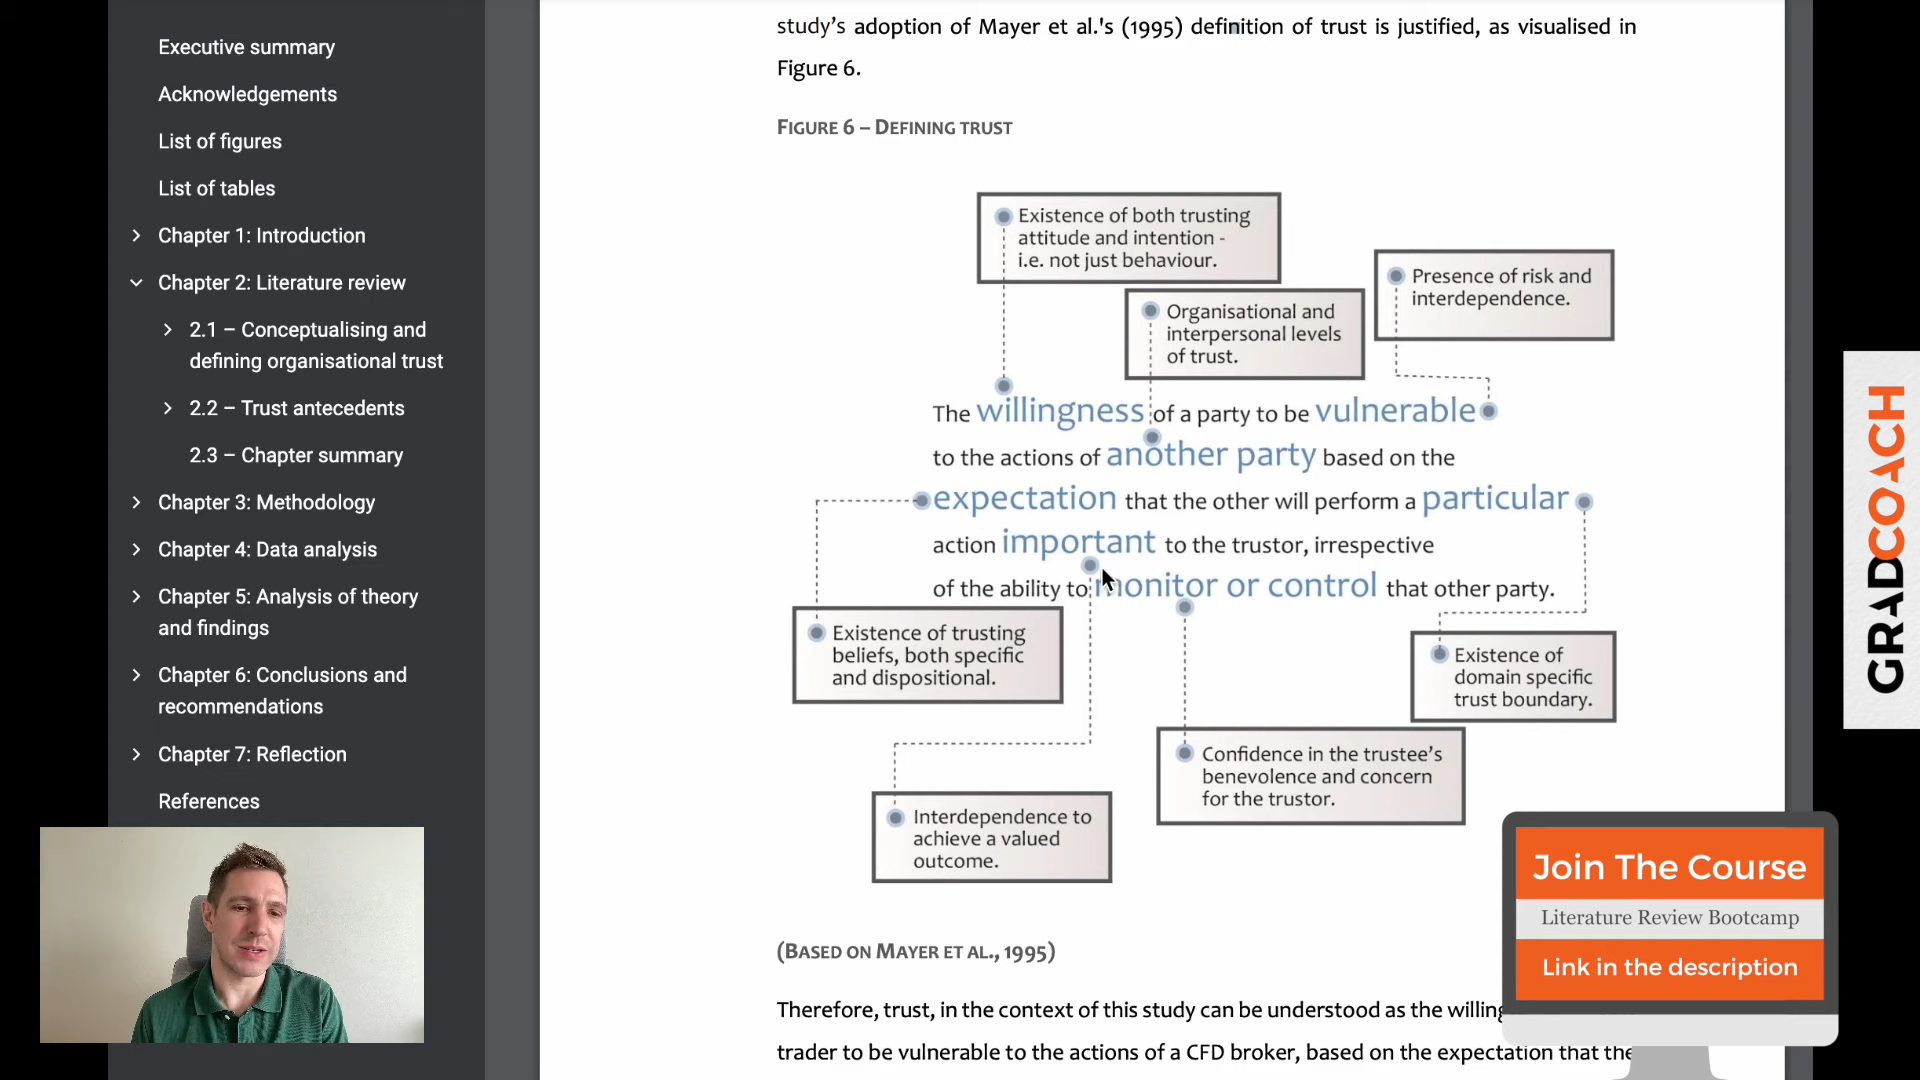 Executive summary
Acknowledgements
List of figures
List of tables
Chapter 1: Introduction
Chapter 2: Literature review
2.1 – Conceptualising and
defining organisational trust
2.2 – Trust antecedents
2.3 – Chapter summary
Chapter 3: Methodology
Chapter 4: Data analysis
Chapter 5: Analysis of theory
and findings
Chapter 6: Conclusions and
recommendations
Chapter 7: Reflection
References
study's adoption of Mayer et al.'s (1995) definition of trust is justified, as visualised in
Figure 6.
FIGURE 6 – DEFINING TRUST
Existence of both trusting
attitude and intention -
i.e. not just behaviour.
Organisational and
interpersonal levels
of trust.
Presence of risk and
interdependence.
The willingness of a party to be vulnerable
to the actions of another party based on the
expectation that the other will perform a particular
action important to the trustor, irrespective
of the ability to monitor or control that other party.
Existence of trusting
beliefs, both specific
and dispositional.
Existence of
domain specific
trust boundary.
Confidence in the trustee's
benevolence and concern
for the trustor.
Interdependence to
achieve a valued
outcome.
(BASED ON MAYER ET AL., 1995)
Therefore, trust, in the context of this study can be understood as the
trader to be vulnerable to the actions of a CFD broker, based on the expectation that the
GRADCOACH
Join The Course
Literature Review Bootcamp
Link in the description